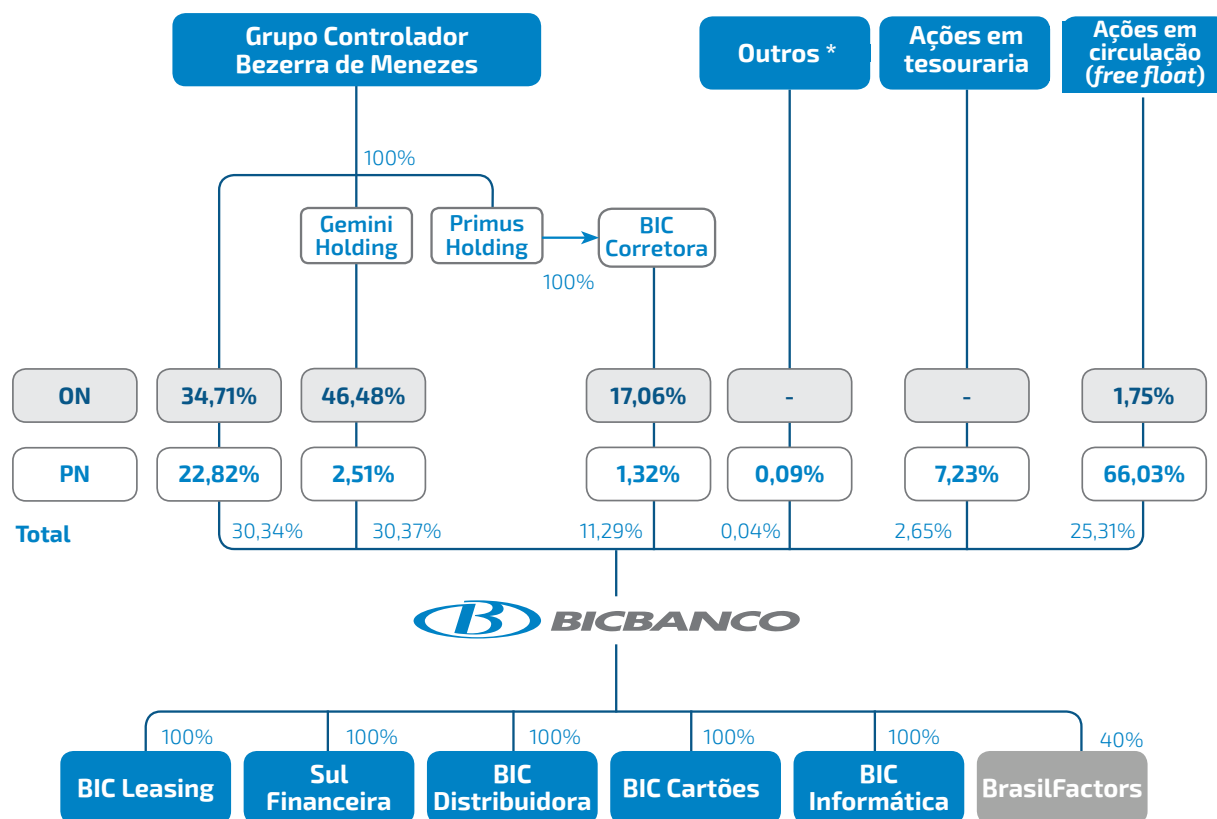 Grupo Controlador
Bezerra de Menezes
Outros *
Ações em
tesouraria
Ações em
circulação
(free float)
100%
Gemini
Holding
Primus
Holding
BIC
Corretora
100%
ON
34,71%
46,48%
17,06%
-
-
1,75%
PN
22,82%
2,51%
1,32%
0,09%
7,23%
66,03%
Total
30,34%
30,37%
11,29%
0,04%
2,65%
25,31%
B BICBANCO
100%
100%
100%
100%
100%
40%
BIC Leasing
Sul
Financeira
BIC
Distribuidora
BIC Cartões
BIC
Informática
BrasilFactors